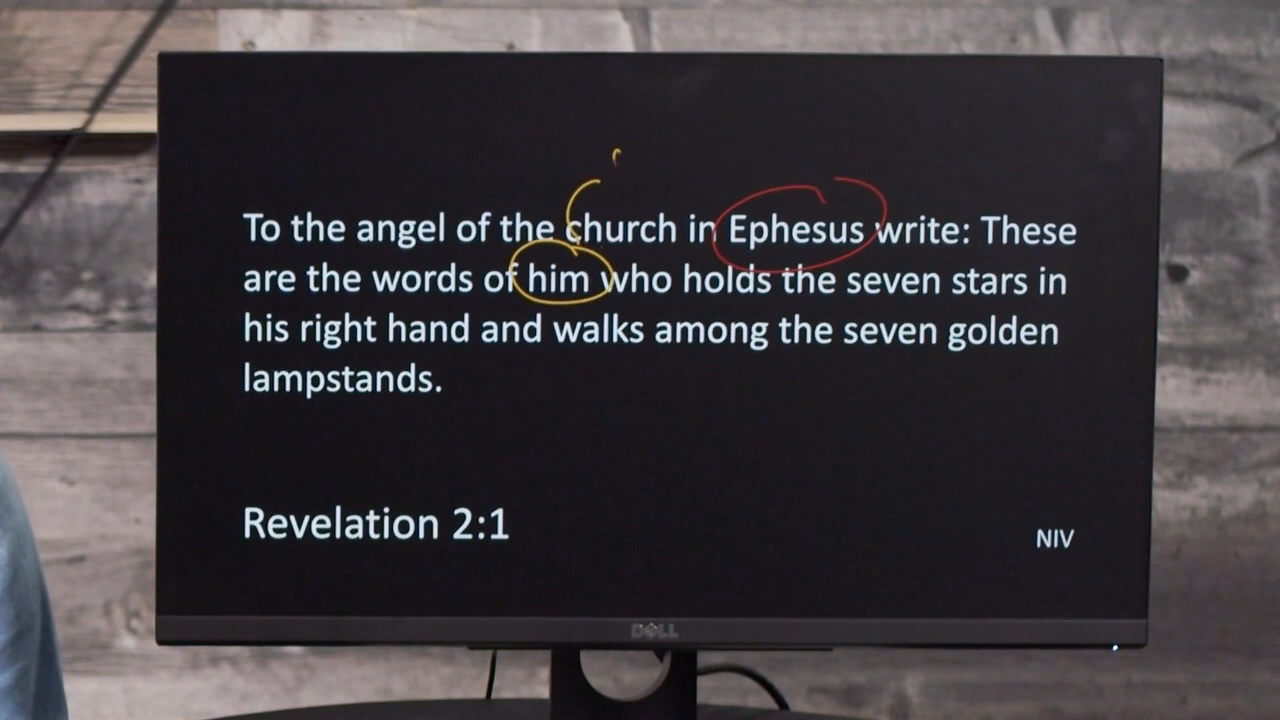 To the angel of the church in Ephesus write: These
are the words of him who holds the seven stars in
his right hand and walks among the seven golden
lampstands.
Revelation 2:1
NIV
DELL